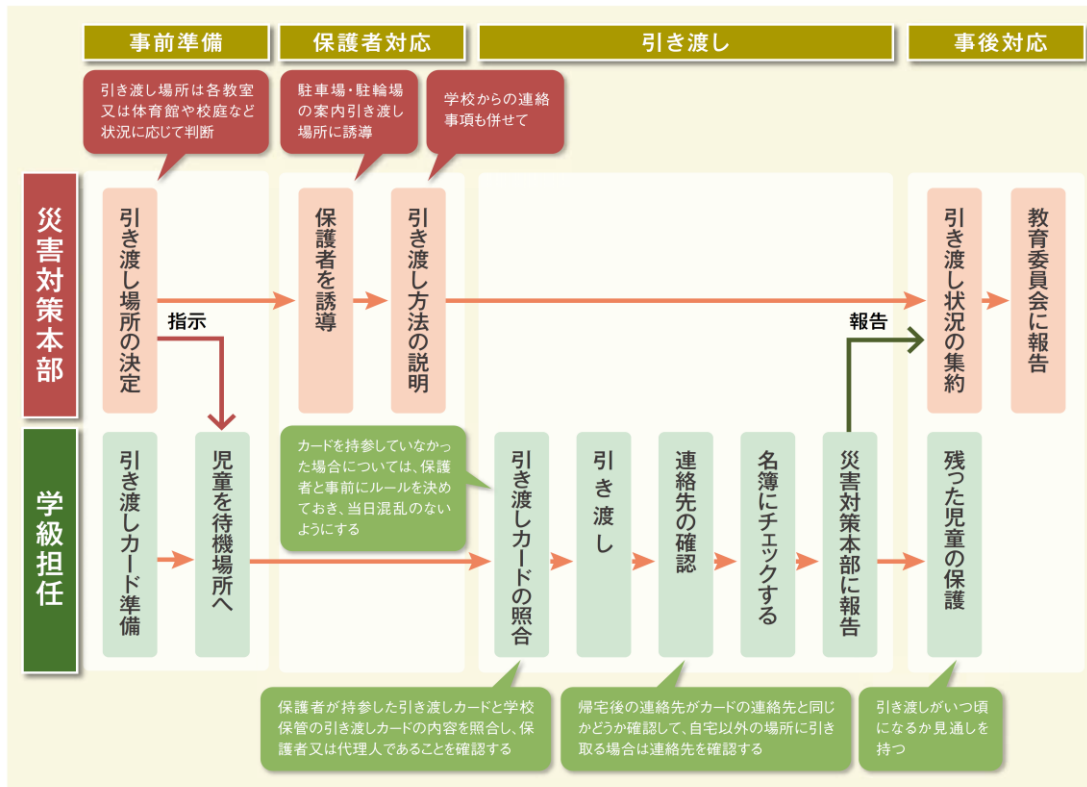 事前準備
保護者対応
引き渡し
事後対応
引き渡し場所は各教室
又は体育館や校庭など
状況に応じて判断
駐車場・駐輪場
の案内引き渡し
場所に誘導
学校からの連絡
事項も併せて
災害対策本部
引き渡し場所の決定
指示
保護者を誘導
引き渡し方法の説明
報告
引き渡し状況の集約
教育委員会に報告
学級担任
引き渡しカード準備
児童を待機場所へ
カードを持参していなかっ
た場合については、保護
者と事前にルールを決め
ておき、当日混乱のない
ようにする
引き渡しカードの照合
引き渡し
連絡先の確認
名簿にチェックする
災害対策本部に報告
残った児童の保護
保護者が持参した引き渡しカードと学校
保管の引き渡しカードの内容を照合し、保
護者又は代理人であることを確認する
帰宅後の連絡先がカードの連絡先と同じ
かどうか確認して、自宅以外の場所に引き
取る場合は連絡先を確認する
引き渡しがいつ頃
になるか見通しを
持つ